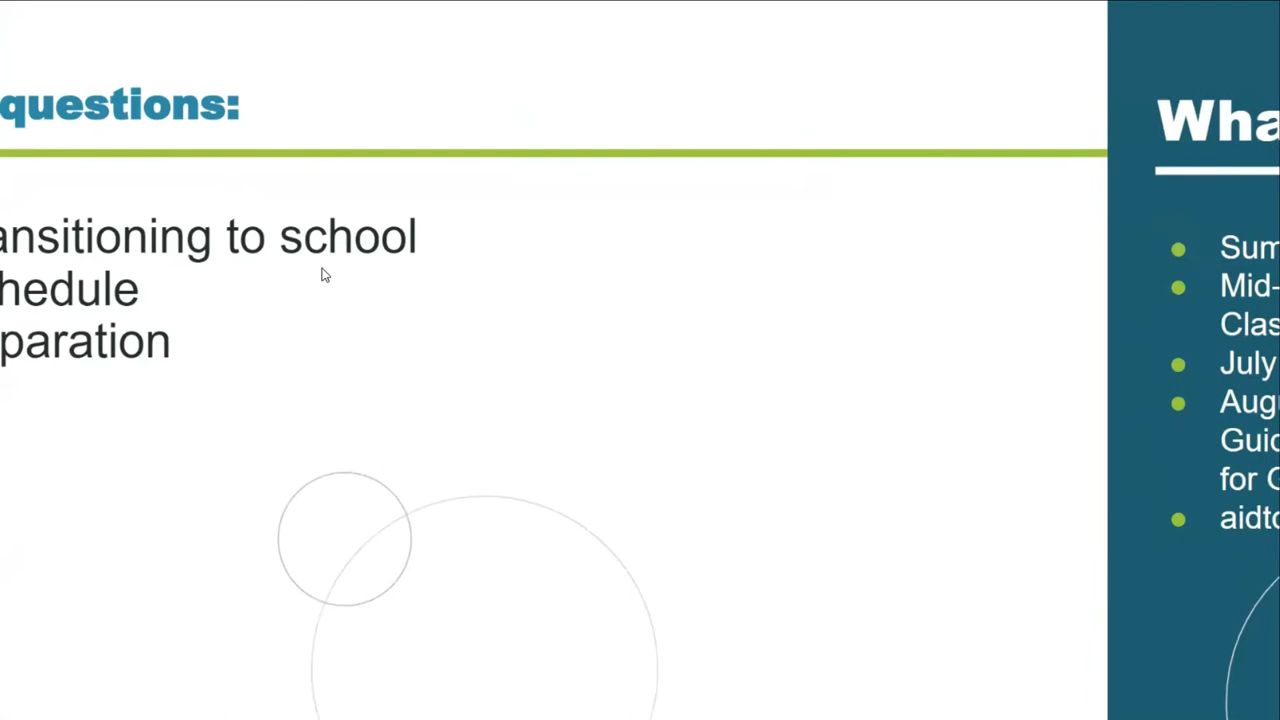 questions:
ansitioning to school
hedule
paration
Wha
Sum
Mid-
Clas
July
Augu
Guid
for
aidto